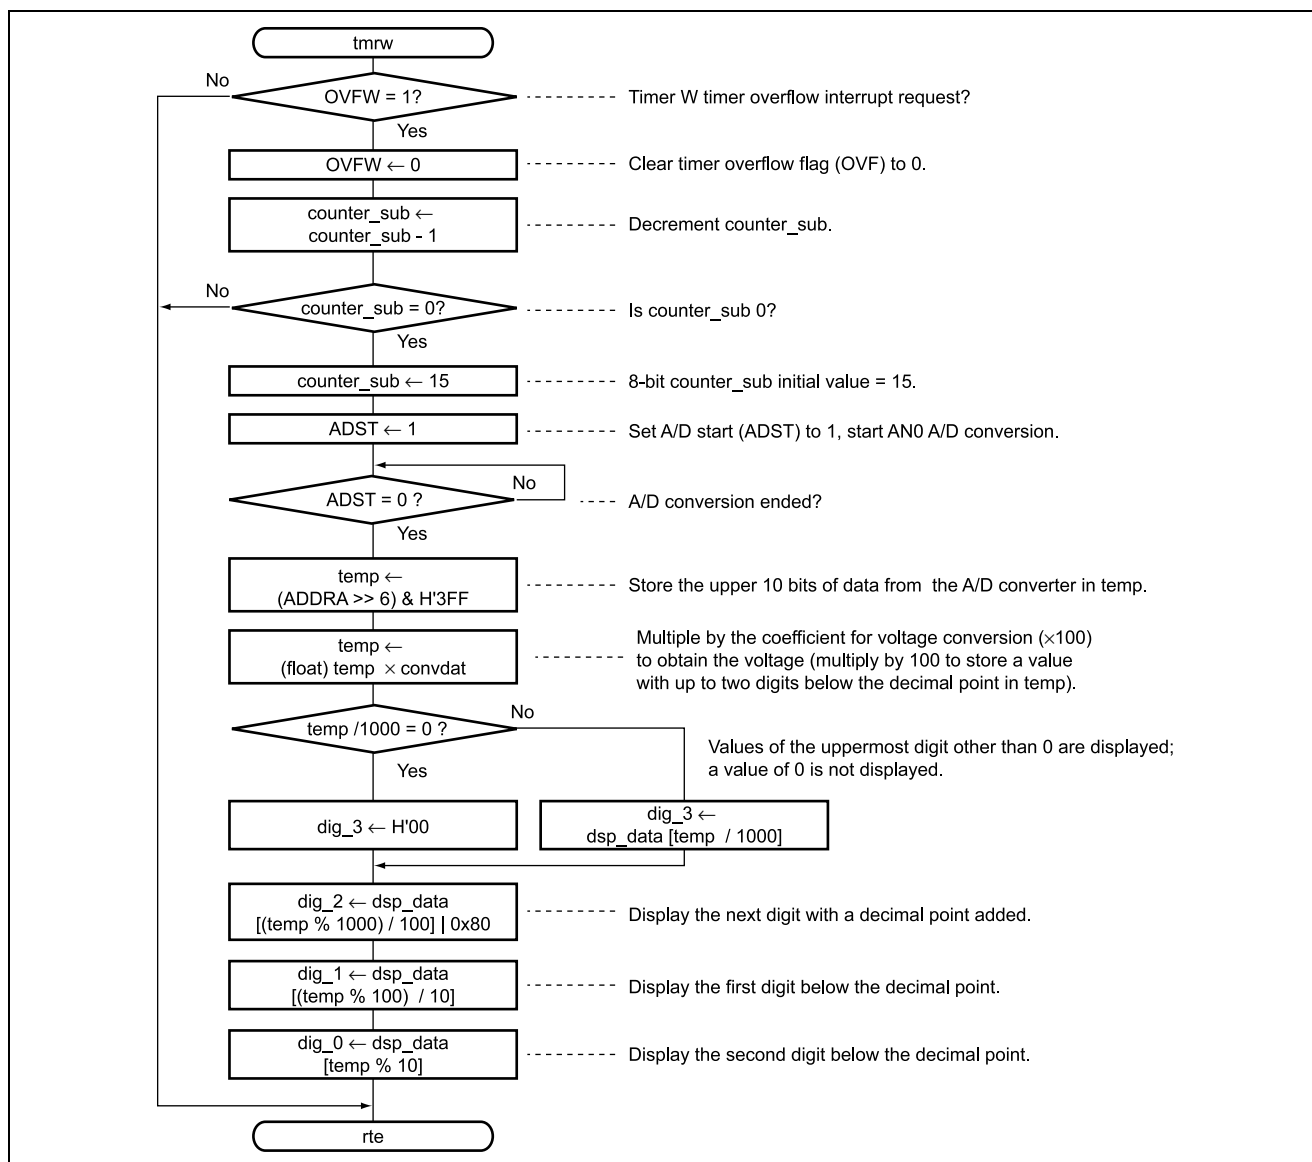 tmrw
No
OVFW = 1?
Timer W timer overflow interrupt request?
Yes
OVFW ← 0
Clear timer overflow flag (OVF) to 0.
counter_sub ←
counter_sub - 1
Decrement counter_sub.
No
counter_sub = 0?
Is counter_sub 0?
Yes
counter_sub ← 15
8-bit counter_sub initial value = 15.
ADST ← 1
Set A/D start (ADST) to 1, start AN0 A/D conversion.
No
ADST = 0 ?
A/D conversion ended?
Yes
temp ←
(ADDRA >> 6) & H'3FF
Store the upper 10 bits of data from the A/D converter in temp.
temp ←
(float) temp × convdat
Multiple by the coefficient for voltage conversion (×100)
to obtain the voltage (multiply by 100 to store a value
with up to two digits below the decimal point in temp).
No
temp /1000 = 0 ?
Values of the uppermost digit other than 0 are displayed;
a value of 0 is not displayed.
Yes
dig_3 ← H'00
dig_3 ←
dsp_data [temp / 1000]
dig_2 ← dsp_data
[(temp % 1000) / 100] | 0x80
Display the next digit with a decimal point added.
dig_1 ← dsp_data
[(temp % 100) / 10]
Display the first digit below the decimal point.
dig_0 ← dsp_data
[temp % 10]
Display the second digit below the decimal point.
rte